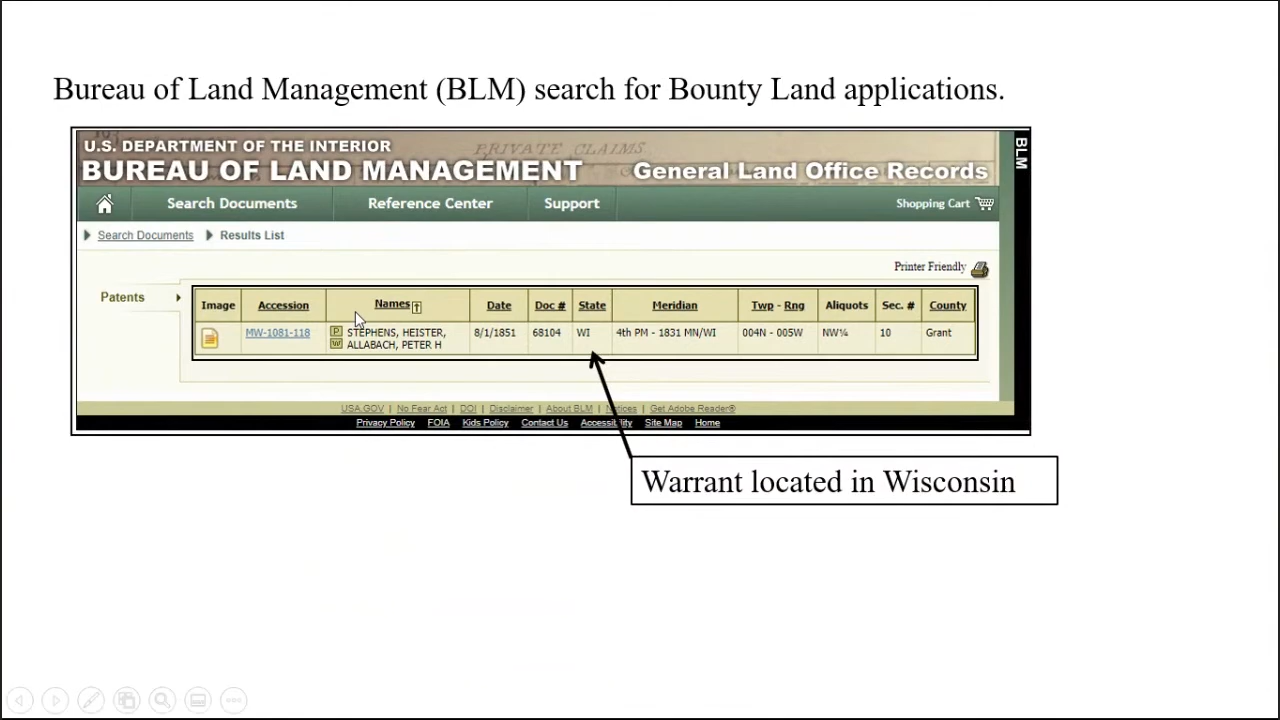 Bureau of Land Management (BLM) search for Bounty Land applications.
PRIVATE CLAIMS
U.S. DEPARTMENT OF THE INTERIOR
BUREAU OF LAND MANAGEMENT General Land Office Records
BLM
Search Documents Reference Center Support Shopping Cart
Search Documents Results List
Printer Friendly
Patents
Image Accession Names Date Doc # State Meridian Twp - Rng Aliquots Sec. # County
MW-1081-118 P STEPHENS, HEISTER, 8/1/1851 68104 WI 4th PM - 1831 MN/WI 004N - 005W NW¼ 10 Grant
W ALLABACH, PETER H
USA.GOV | No Fear Act | DOI | Disclaimer | About BLM | Notices | Get Adobe Reader®
Privacy Policy FOIA Kids Policy Contact Us Accessibility Site Map Home
Warrant located in Wisconsin